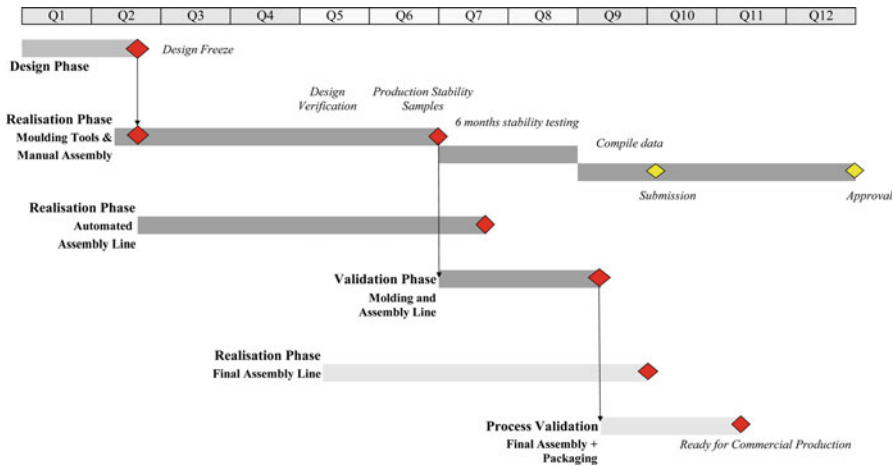 Q1 Q2 Q3 Q4 Q5 Q6 Q7 Q8 Q9 Q10 Q11 Q12
Design Freeze
Design Phase
Design
Verification
Production Stability
Samples
Realisation Phase
Moulding Tools &
Manual Assembly
6 months stability testing
Compile data
Submission
Approval
Realisation Phase
Automated
Assembly Line
Validation Phase
Molding and
Assembly Line
Realisation Phase
Final Assembly Line
Process Validation
Final Assembly +
Packaging
Ready for Commercial Production